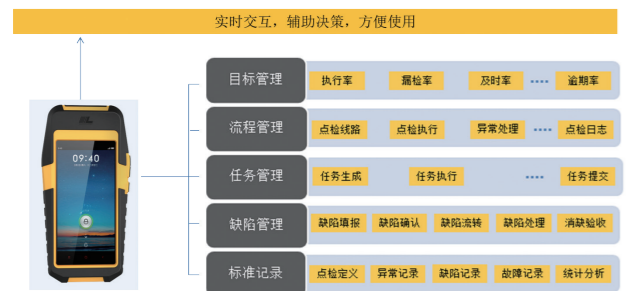 实时交互，辅助决策，方便使用
目标管理 执行率 漏检率 及时率 逾期率
流程管理 点检线路 点检执行 异常处理 点检日志
09:40
任务管理 任务生成 任务执行 任务提交
缺陷管理 缺陷填报 缺陷确认 缺陷流转 缺陷处理 消缺验收
标准记录 点检定义 异常记录 缺陷记录 故障记录 统计分析